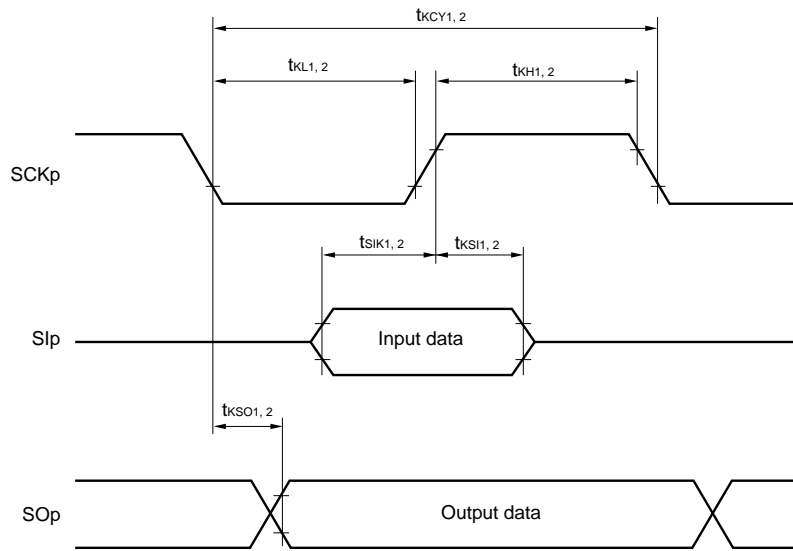 tKCY1, 2
tKL1, 2
tKH1, 2
SCKp
tSIK1, 2
tKSI1, 2
SIp
Input data
tKSO1, 2
SOp
Output data